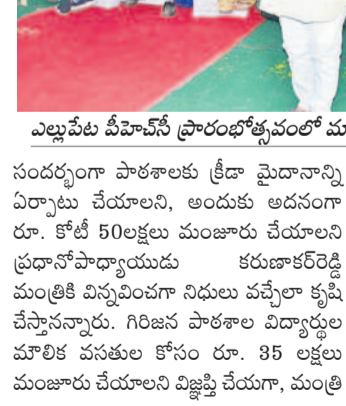 ఎల్లుపేట పీహెచ్‌సీ ప్రారంభోత్సవంలో మా
సందర్భంగా పాఠశాలకు క్రీడా మైదానాన్ని
ఏర్పాటు చేయాలని, అందుకు అదనంగా
రూ. కోటీ 50లక్షలు మంజూరు చేయాలని
ప్రధానోపాధ్యాయుడు కరుణాకర్‌రెడ్డి
మంత్రికి విన్నవించగా నిధులు వచ్చేలా కృషి
చేస్తానన్నారు. గిరిజన పాఠశాల విద్యార్థుల
మౌలిక వసతుల కోసం రూ. 35 లక్షలు
మంజూరు చేయాలని విజ్ఞప్తి చేయగా, మంత్రి